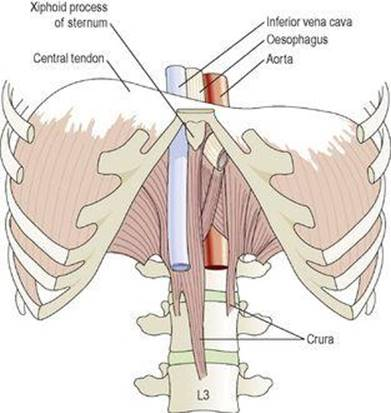 Xiphoid process
of sternum
Central tendon
Inferior vena cava
Oesophagus
Aorta
Crura
L3